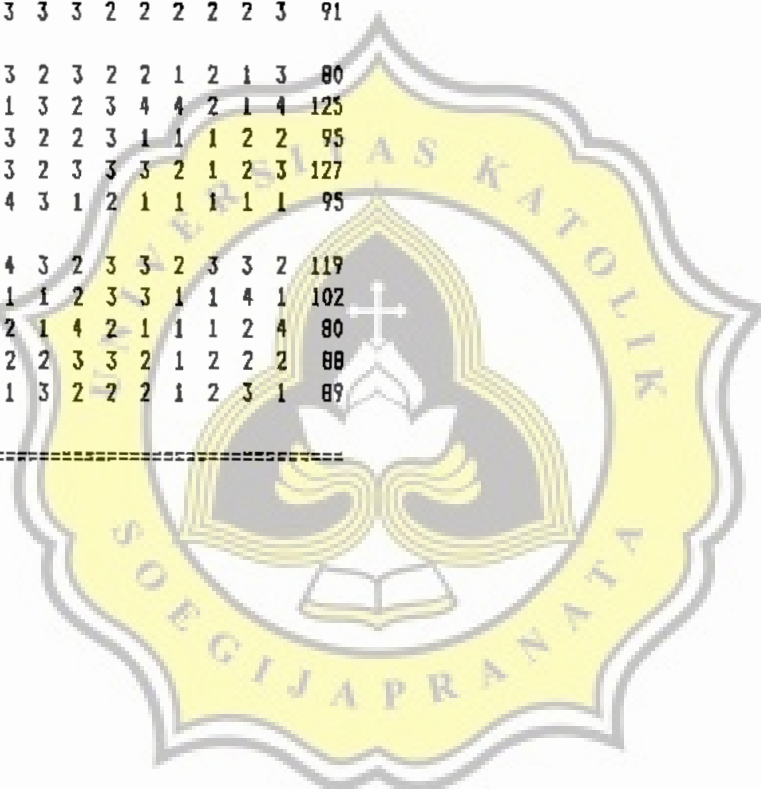 3 3 3 2 2 2 2 2 3 91
3 2 3 2 2 1 2 1 3 80
1 3 2 3 4 4 2 1 4 125
3 2 2 3 1 1 1 2 2 95
3 2 3 3 3 2 1 2 3 127
4 3 1 2 1 1 1 1 1 95
4 3 2 3 3 2 3 3 2 119
1 1 2 3 3 1 1 4 1 102
2 1 4 2 1 1 1 2 4 80
2 2 3 3 2 1 2 2 2 88
1 3 2 2 2 1 2 3 1 89
UNIVERSITAS KATOLIK
SOEGIJAPRANATA